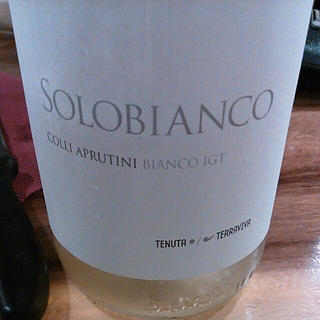 SOLOBIANCO
COLLI APRUTINI BIANCO IGT
TENUTA TERRAVIVA